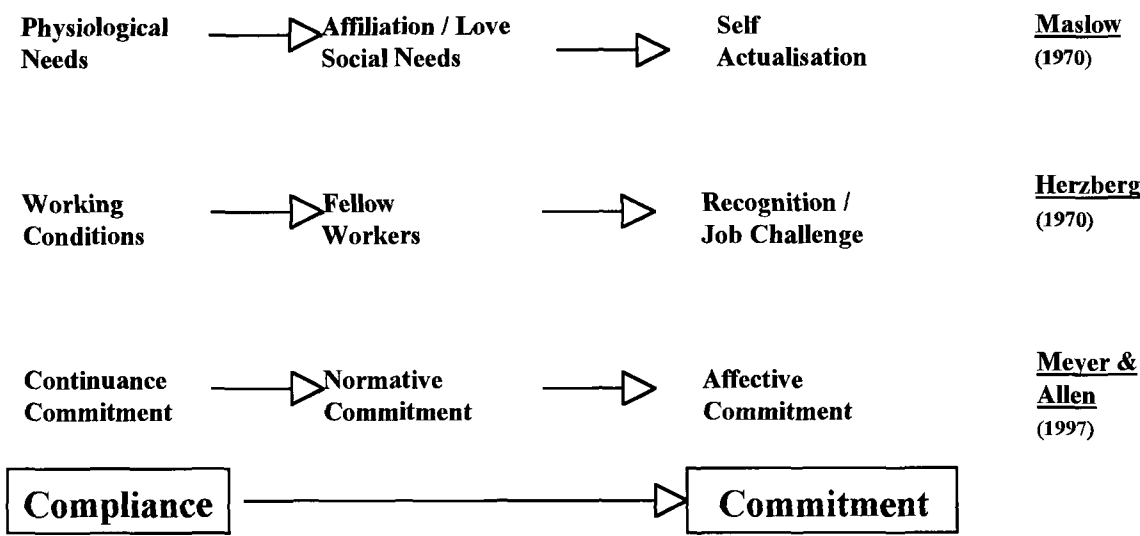 Physiological
Needs
Affiliation / Love
Social Needs
Self
Actualisation
Maslow
(1970)
Working
Conditions
Fellow
Workers
Recognition /
Job Challenge
Herzberg
(1970)
Continuance
Commitment
Normative
Commitment
Affective
Commitment
Meyer &
Allen
(1997)
Compliance
Commitment